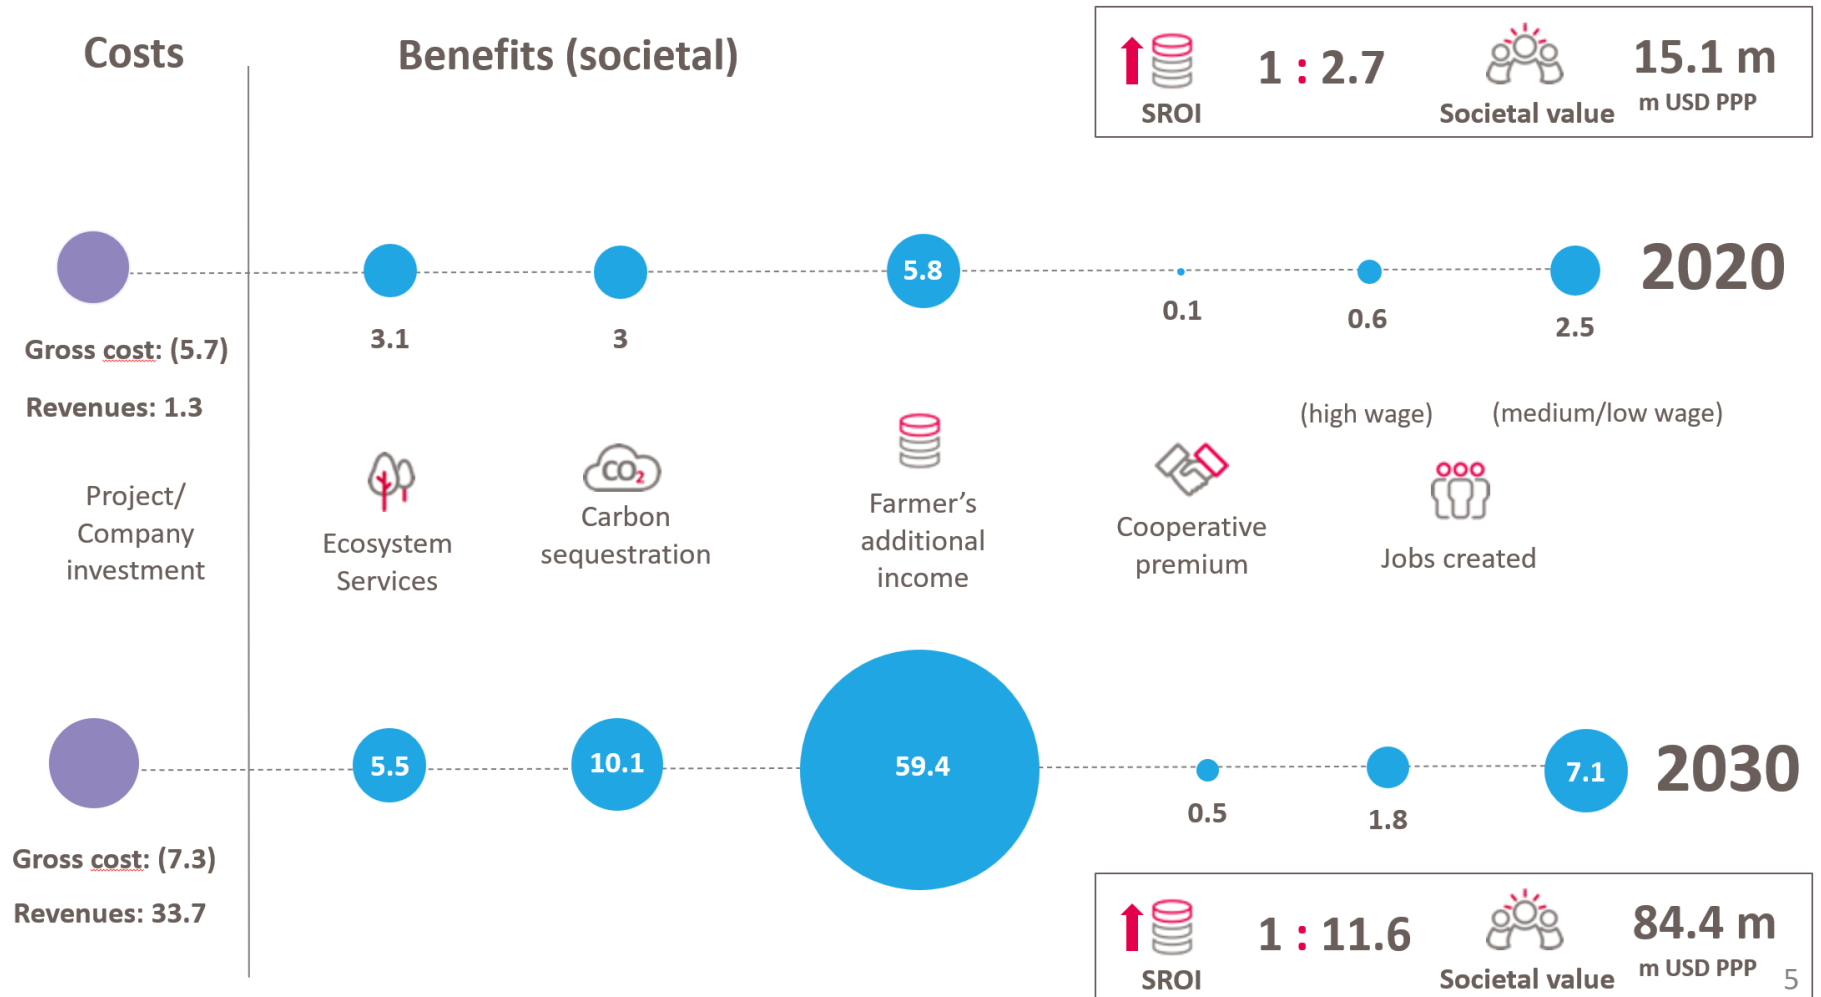 Costs
Benefits (societal)
1 : 2.7
15.1 m
m USD PPP
SROI
Societal value
2020
5.8
3.1
3
0.1
0.6
2.5
Gross cost: (5.7)
Revenues: 1.3
(high wage)
(medium/low wage)
Project/
Company
investment
Ecosystem
Services
CO2
Carbon
sequestration
Farmer’s
additional
income
Cooperative
premium
Jobs created
5.5
10.1
59.4
0.5
1.8
7.1
2030
Gross cost: (7.3)
Revenues: 33.7
1 : 11.6
84.4 m
m USD PPP
SROI
Societal value
5